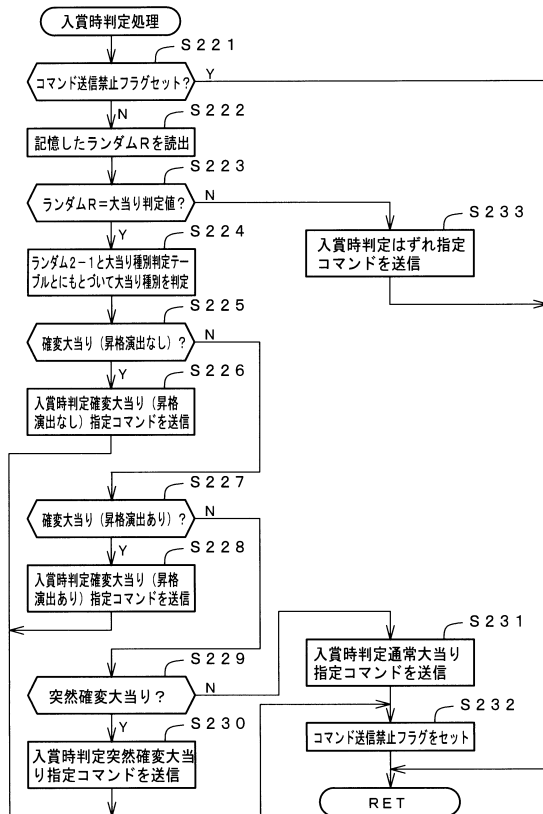 入賞時判定処理
S221
コマンド送信禁止フラグセット?
Y
N
S222
記憶したランダムRを読出
S223
ランダムR=大当り判定値?
N
Y
S233
入賞時判定はずれ指定
コマンドを送信
S224
ランダム2-1と大当り種別判定テー
ブルとにもとづいて大当り種別を判定
S225
確変大当り(昇格演出なし)?
N
Y
S226
入賞時判定確変大当り(昇格
演出なし)指定コマンドを送信
S227
確変大当り(昇格演出あり)?
N
Y
S228
入賞時判定確変大当り(昇格
演出あり)指定コマンドを送信
S229
突然確変大当り?
N
Y
S230
入賞時判定突然確変大当
り指定コマンドを送信
S231
入賞時判定通常大当り
指定コマンドを送信
S232
コマンド送信禁止フラグをセット
RET